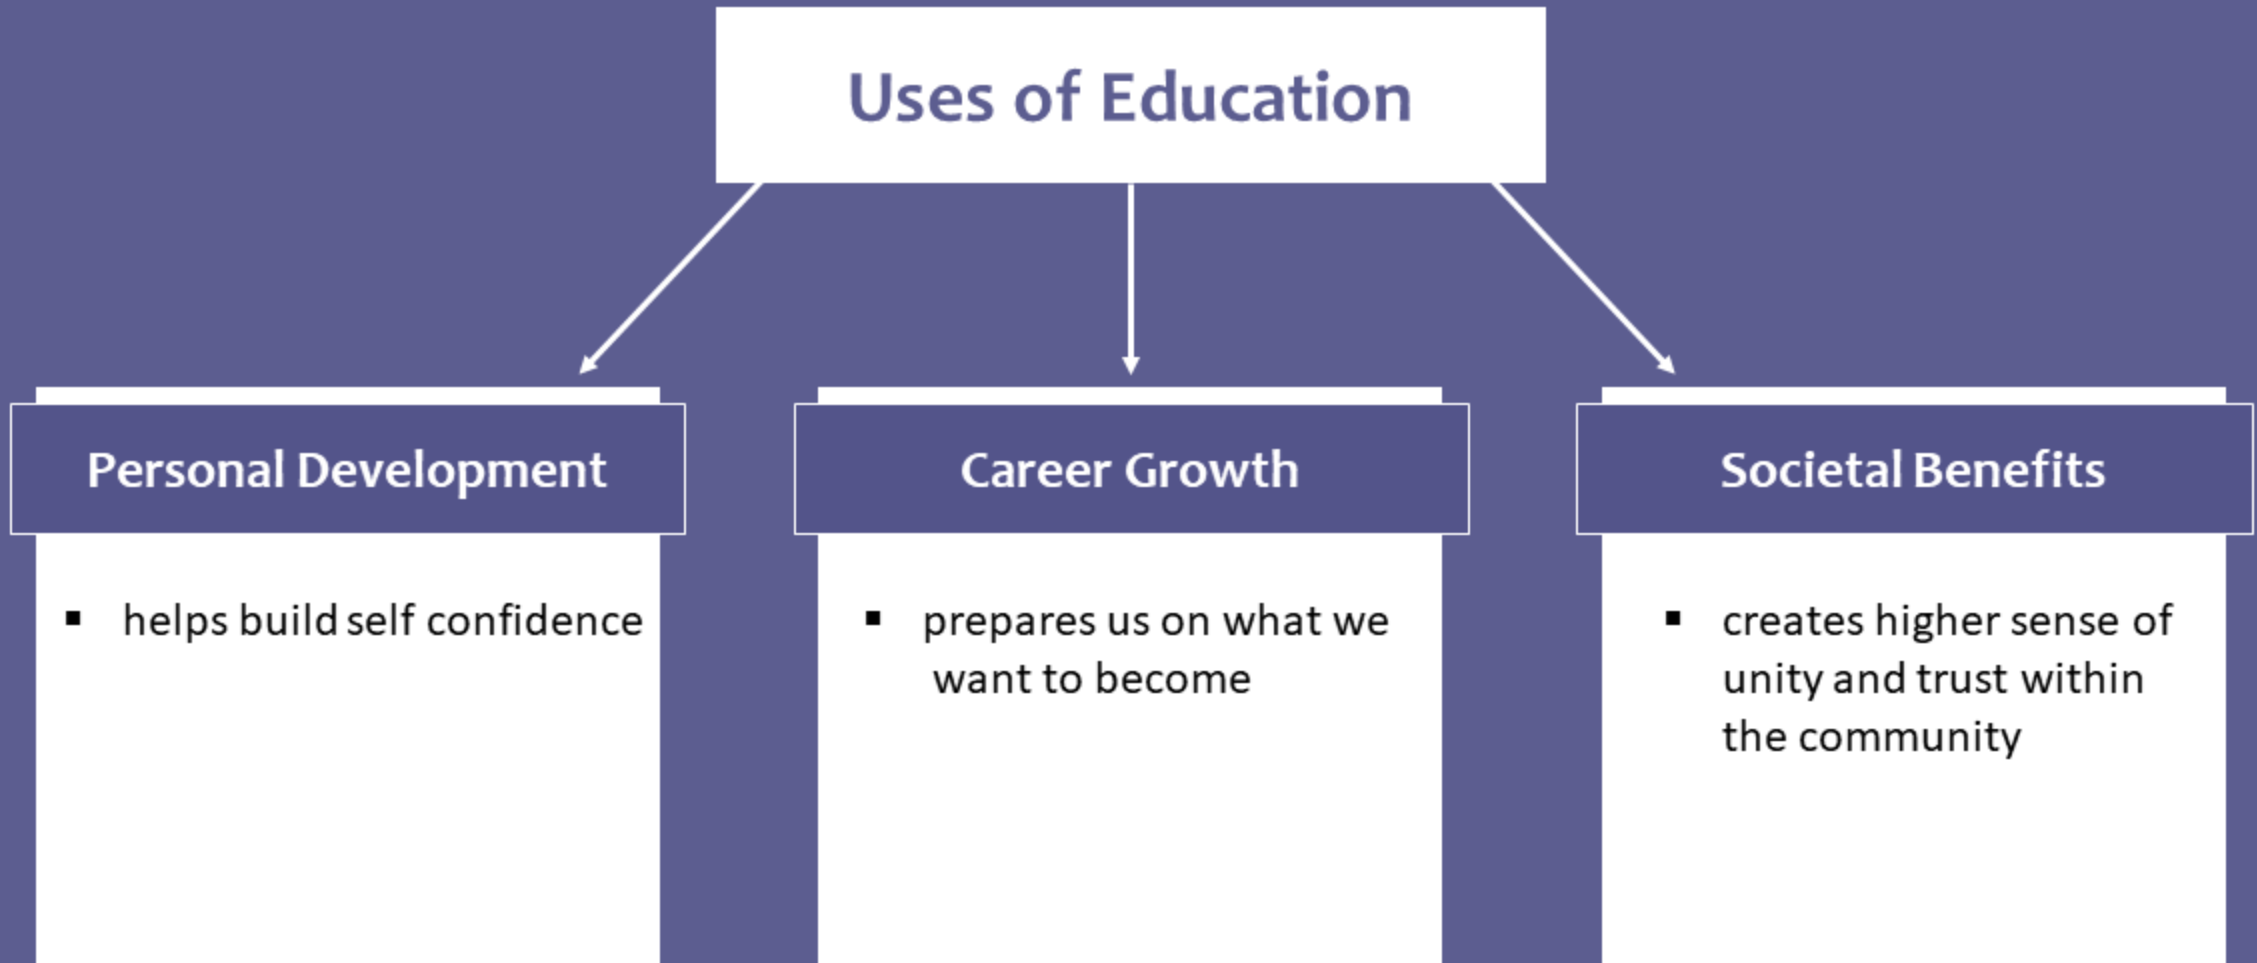 Uses of Education
Personal Development
▪ helps build self confidence
Career Growth
▪ prepares us on what we
want to become
Societal Benefits
▪ creates higher sense of
unity and trust within
the community